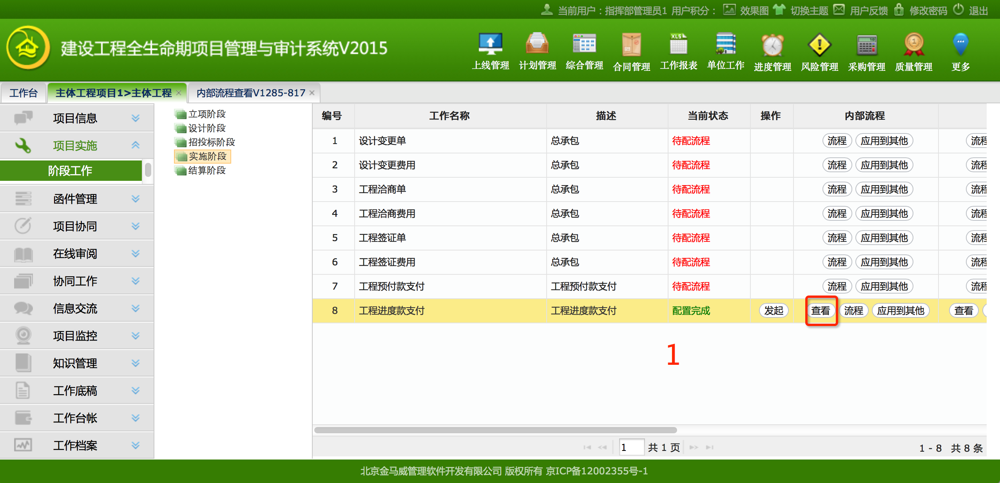 当前用户：指挥部管理员1 用户积分： 效果图 切换主题 用户反馈 修改密码 退出
建设工程全生命期项目管理与审计系统V2015
上线管理 计划管理 综合管理 合同管理 工作报表 单位工作 进度管理 风险管理 采购管理 质量管理 更多
工作台 主体工程项目1>主体工程 内部流程查看V1285-817
项目信息
项目实施
阶段工作
函件管理
项目协同
在线审阅
协同工作
信息交流
项目监控
知识管理
工作底稿
工作台帐
工作档案
立项阶段
设计阶段
招投标阶段
实施阶段
结算阶段
编号 工作名称 描述 当前状态 操作 内部流程
1 设计变更单 总承包 待配流程 流程 应用到其他 流程
2 设计变更费用 总承包 待配流程 流程 应用到其他 流程
3 工程洽商单 总承包 待配流程 流程 应用到其他 流程
4 工程洽商费用 总承包 待配流程 流程 应用到其他 流程
5 工程签证单 总承包 待配流程 流程 应用到其他 流程
6 工程签证费用 总承包 待配流程 流程 应用到其他 流程
7 工程预付款支付 工程预付款支付 待配流程 流程 应用到其他 流程
8 工程进度款支付 工程进度款支付 配置完成 发起 查看 流程 应用到其他 查看
1
1 共 1 页
1 - 8 共 8 条
北京金马威管理软件开发有限公司 版权所有 京ICP备12002355号-1